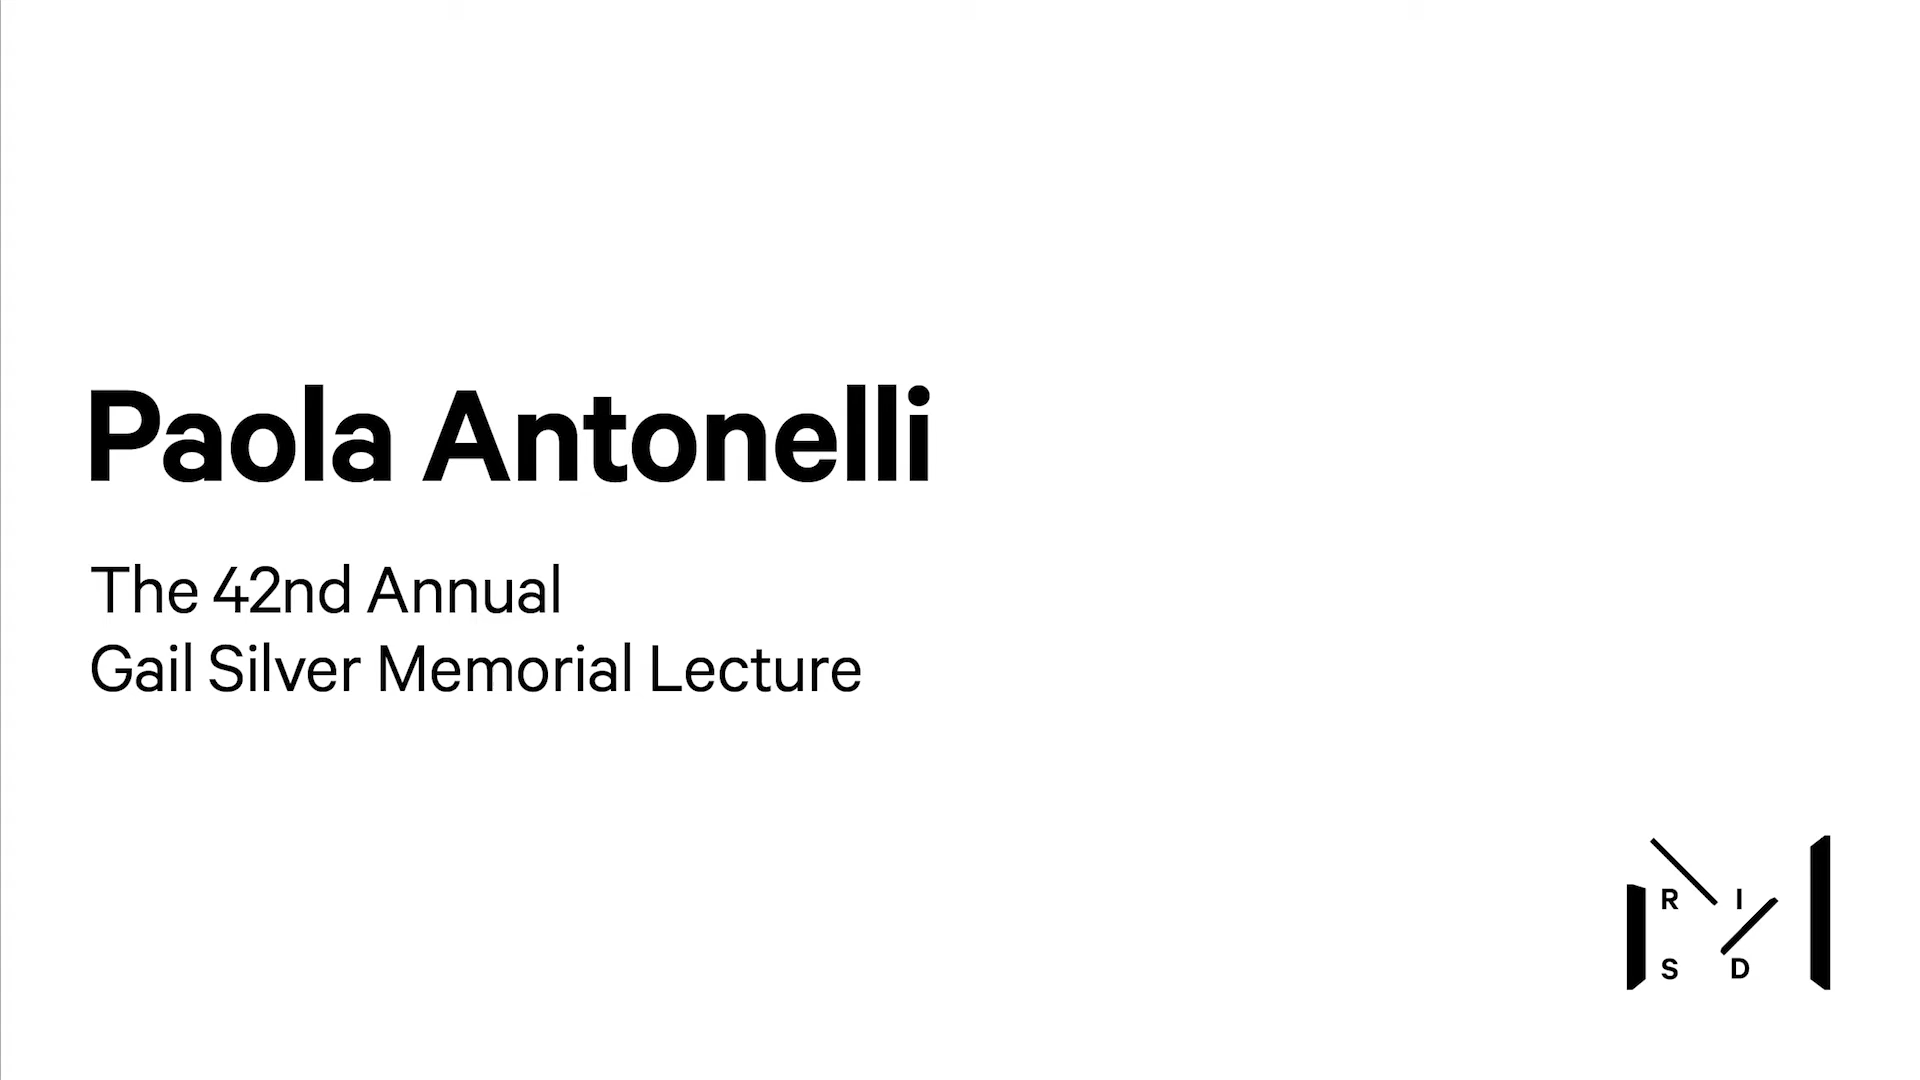 Paola Antonelli
The 42nd Annual
Gail Silver Memorial Lecture
R I
S D